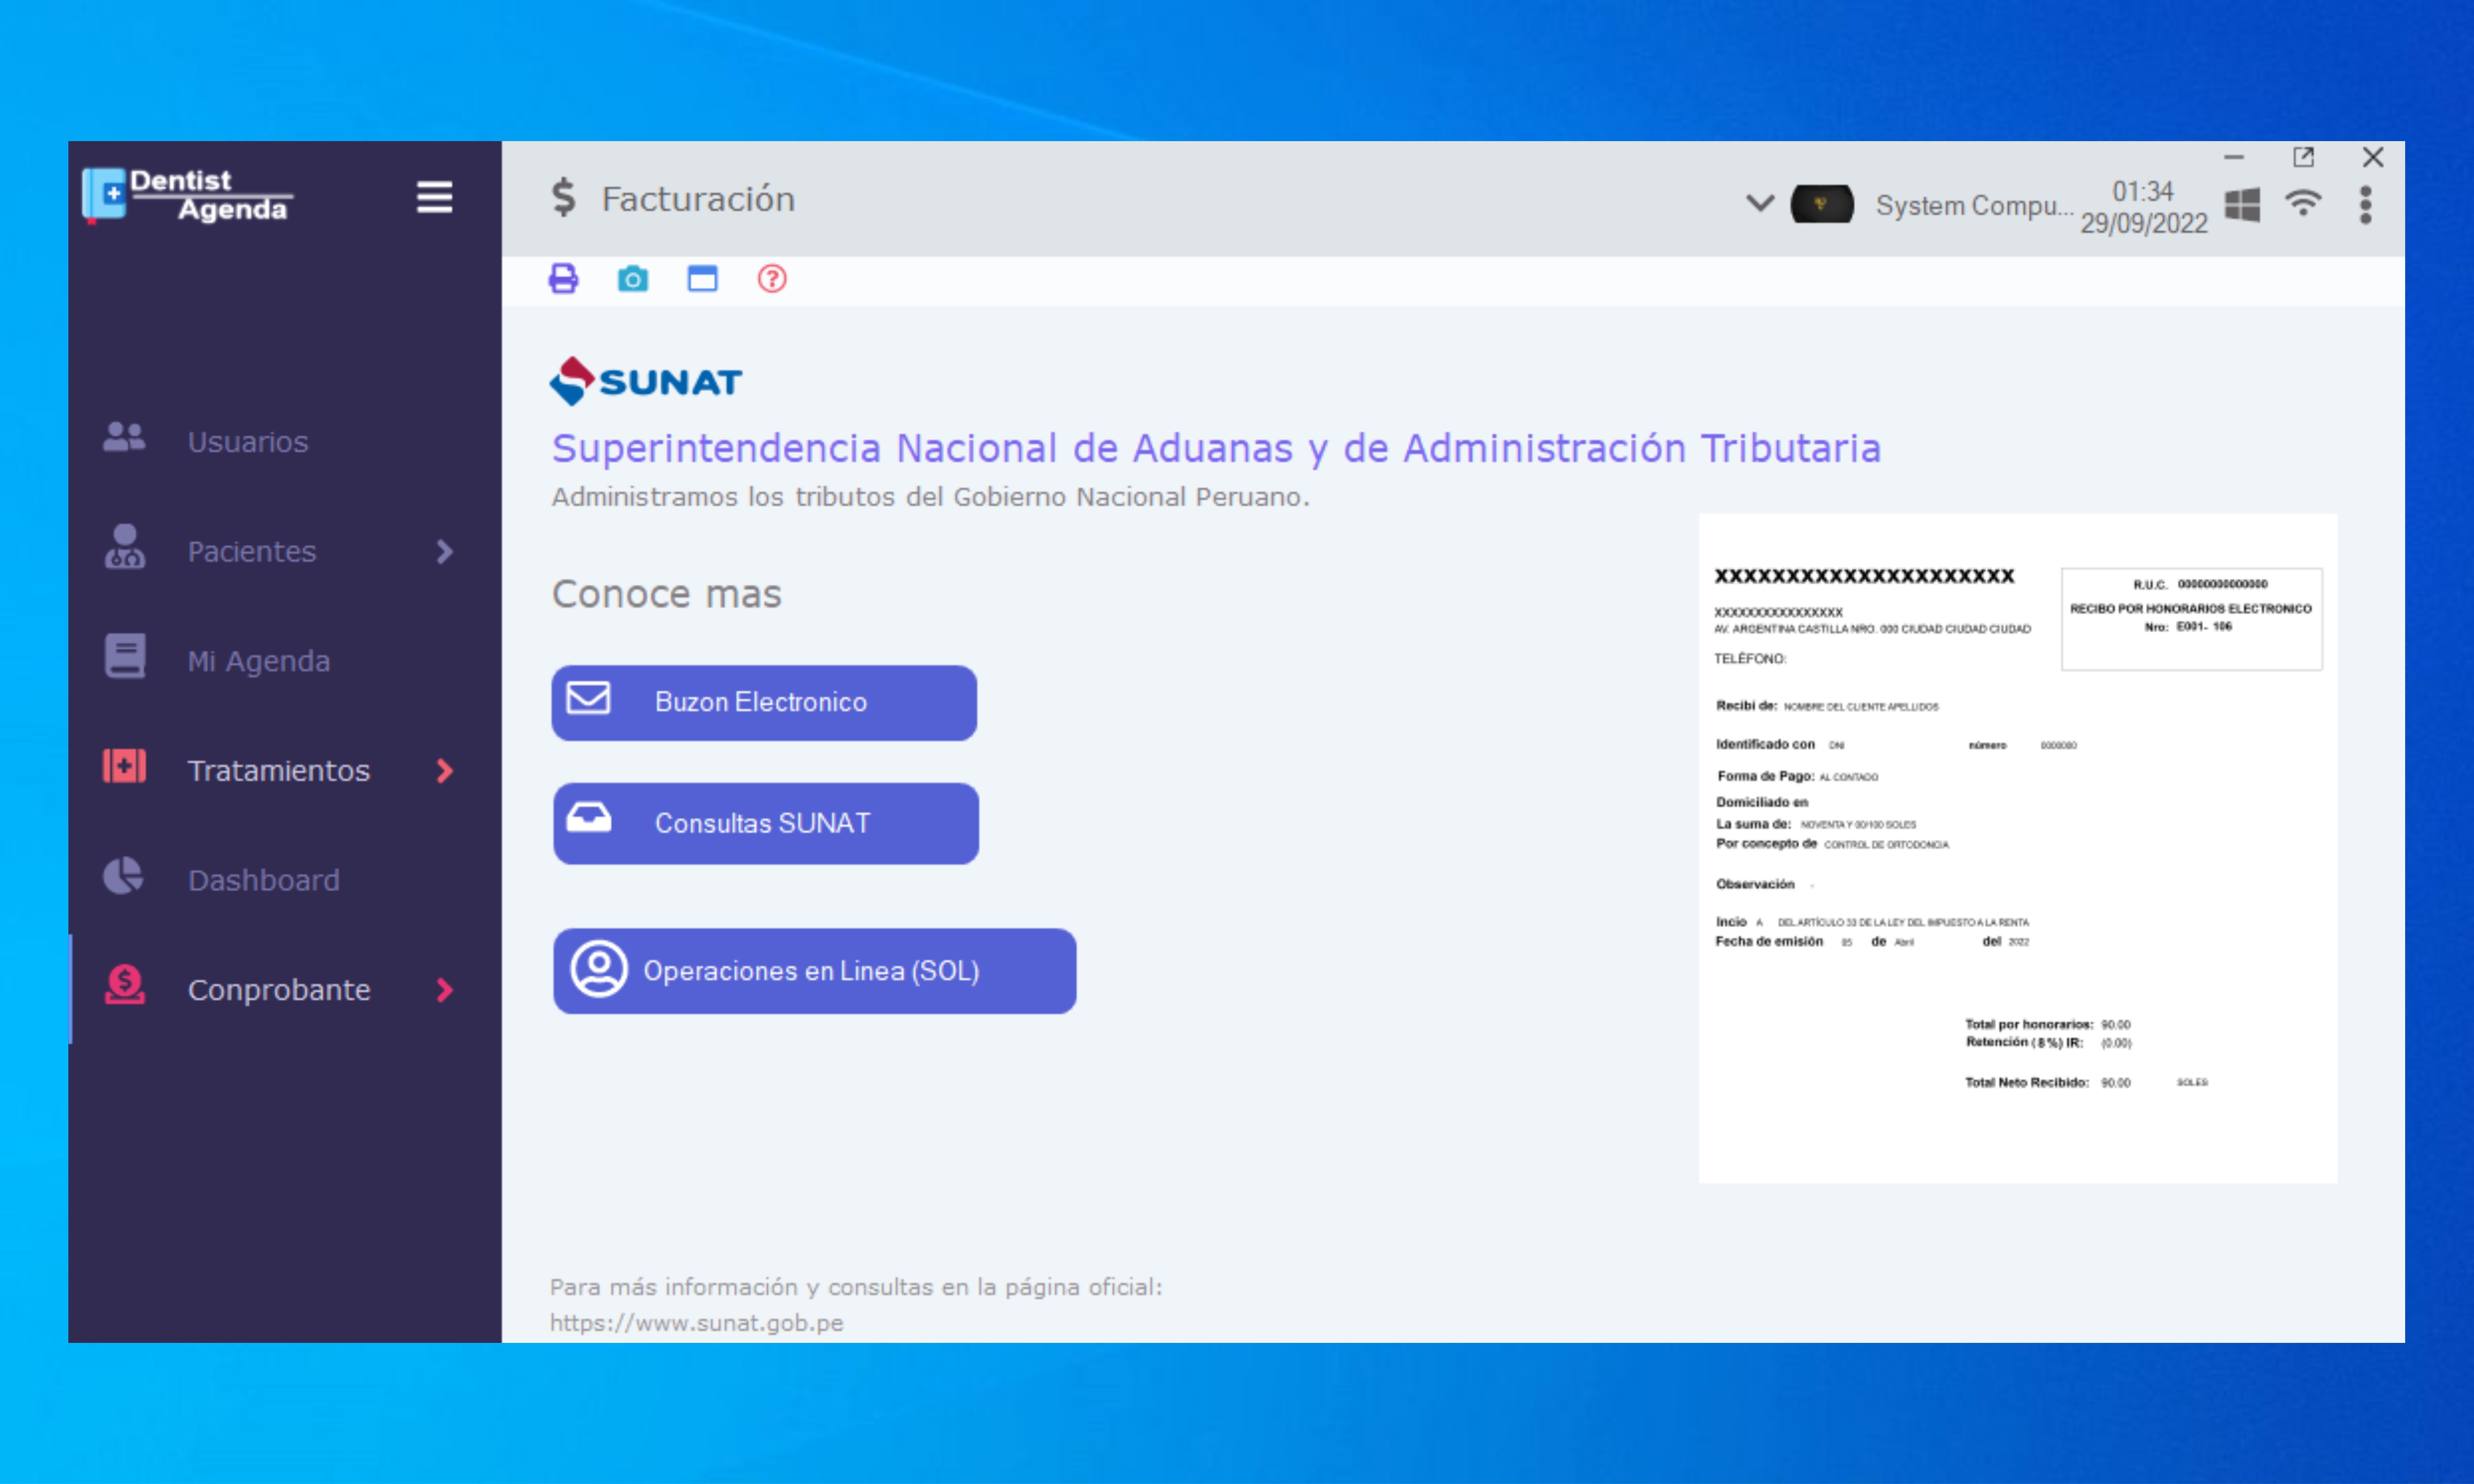 Dentist
Agenda
Facturación
System Compu...
01:34
29/09/2022
SUNAT
Superintendencia Nacional de Aduanas y de Administración Tributaria
Administramos los tributos del Gobierno Nacional Peruano.
Usuarios
Pacientes
Mi Agenda
Tratamientos
Dashboard
Conprobante
Conoce mas
Buzon Electronico
Consultas SUNAT
Operaciones en Linea (SOL)
XXXXXXXXXXXXXXXXXXXXX
XXXXXXXXXXXXXXXX
AV. ARGENTINA CASTILLA NRO. 000 CIUDAD CIUDAD CIUDAD
TELÉFONO:
R.U.C. 00000000000000
RECIBO POR HONORARIOS ELECTRONICO
Nro: E001- 106
Recibi de: NOMBRE DEL CLIENTE APELLIDOS
Identificado con DNI número 0000000
Forma de Pago: AL CONTADO
Domiciliado en
La suma de: NOVENTA Y 00/100 SOLES
Por concepto de CONTROL DE ORTODONCIA
Observación -
Incio A DEL ARTÍCULO 33 DE LA LEY DEL IMPUESTO A LA RENTA
Fecha de emisión 05 de Abril del 2022
Total por honorarios: 90.00
Retención (8 %) IR: (0.00)
Total Neto Recibido: 90.00 SOLES
Para más información y consultas en la página oficial:
https://www.sunat.gob.pe